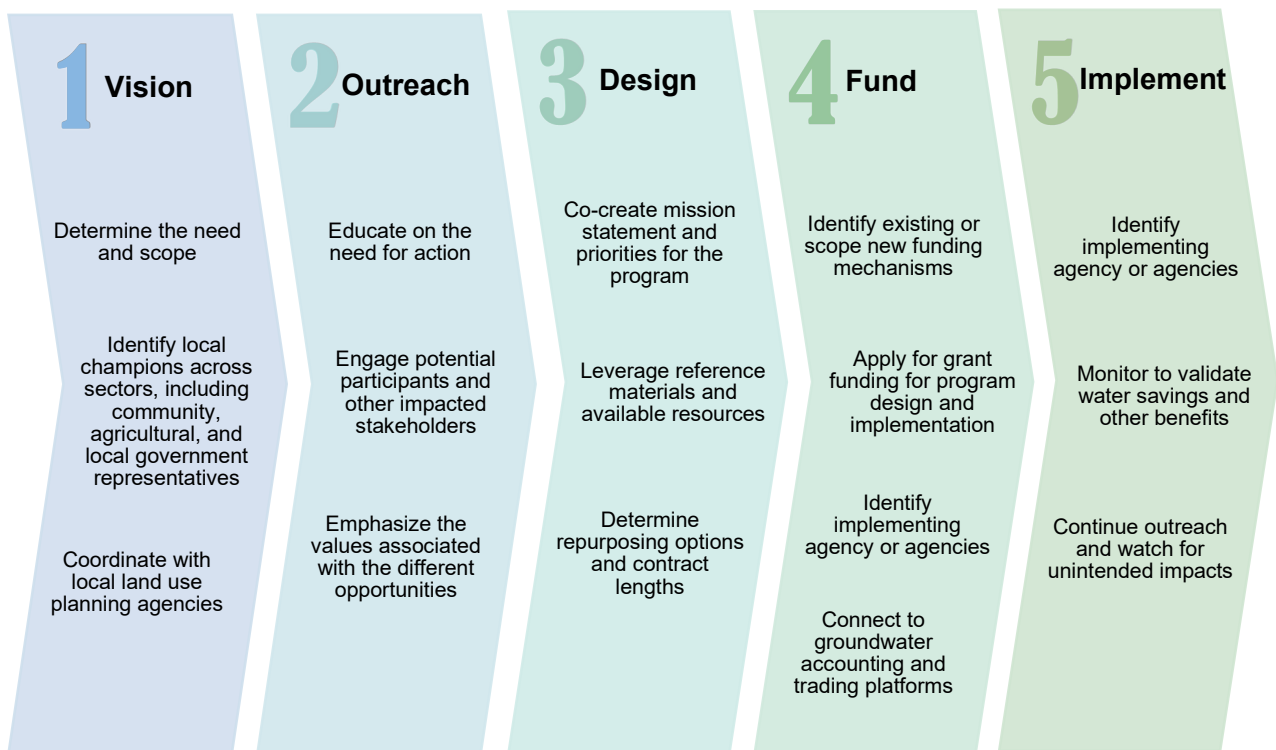 1 Vision
Determine the need
and scope
Identify local
champions across
sectors, including
community,
agricultural, and
local government
representatives
Coordinate with
local land use
planning agencies
2 Outreach
Educate on the
need for action
Engage potential
participants and
other impacted
stakeholders
Emphasize the
values associated
with the different
opportunities
3 Design
Co-create mission
statement and
priorities for the
program
Leverage reference
materials and
available resources
Determine
repurposing options
and contract
lengths
4 Fund
Identify existing or
scope new funding
mechanisms
Apply for grant
funding for program
design and
implementation
Identify
implementing
agency or agencies
Connect to
groundwater
accounting and
trading platforms
5 Implement
Identify
implementing
agency or agencies
Monitor to validate
water savings and
other benefits
Continue outreach
and watch for
unintended impacts